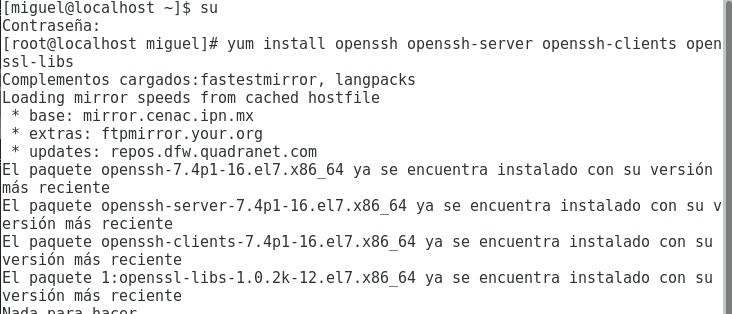 [miguel@localhost ~]$ su
Contraseña:
[root@localhost miguel]# yum install openssh openssh-server openssh-clients open
ssl-libs
Complementos cargados:fastestmirror, langpacks
Loading mirror speeds from cached hostfile
 * base: mirror.cenac.ipn.mx
 * extras: ftpmirror.your.org
 * updates: repos.dfw.quadranet.com
El paquete openssh-7.4p1-16.el7.x86_64 ya se encuentra instalado con su versión
más reciente
El paquete openssh-server-7.4p1-16.el7.x86_64 ya se encuentra instalado con su v
ersión más reciente
El paquete openssh-clients-7.4p1-16.el7.x86_64 ya se encuentra instalado con su
versión más reciente
El paquete 1:openssl-libs-1.0.2k-12.el7.x86_64 ya se encuentra instalado con su
versión más reciente
Nada para hacer